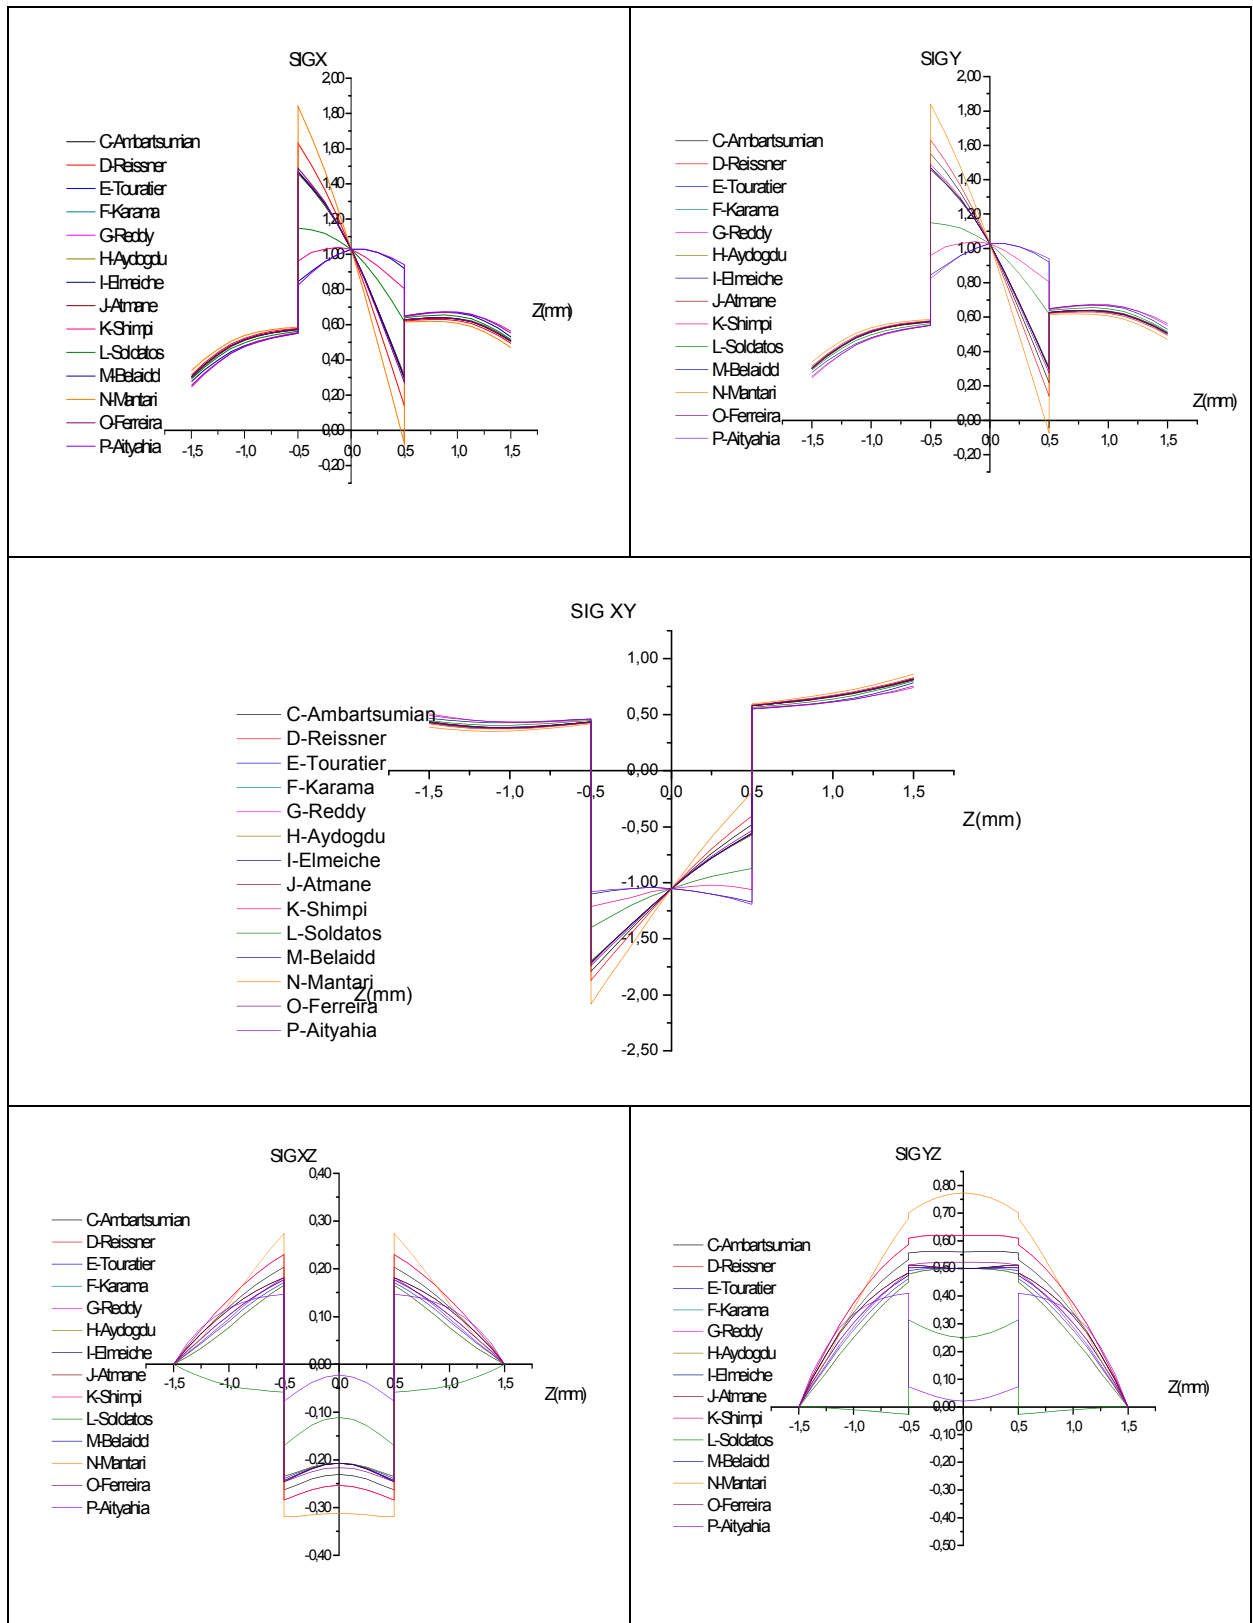 SIGX
2,00
1,80
1,60
1,40
1,20
1,00
0,80
0,60
0,40
0,20
0,00
-0,20
-1,5
-1,0
-0,5
0,0
0,5
1,0
1,5
Z(mm)
C-Ambartsumian
D-Reissner
E-Touratier
F-Karama
G-Reddy
H-Aydogdu
I-Elmeiche
J-Atmane
K-Shimpi
L-Soldatos
M-Belaidd
N-Mantari
O-Ferreira
P-Aityahia
SIGY
2,00
1,80
1,60
1,40
1,20
1,00
0,80
0,60
0,40
0,20
0,00
-0,20
-1,5
-1,0
-0,5
0,0
0,5
1,0
1,5
Z(mm)
C-Ambartsumian
D-Reissner
E-Touratier
F-Karama
G-Reddy
H-Aydogdu
I-Elmeiche
J-Atmane
K-Shimpi
L-Soldatos
M-Belaidd
N-Mantari
O-Ferreira
P-Aityahia
SIG XY
1,00
0,50
0,00
-0,50
-1,00
-1,50
-2,00
-2,50
-1,5
-1,0
-0,5
0,0
0,5
1,0
1,5
Z(mm)
C-Ambartsumian
D-Reissner
E-Touratier
F-Karama
G-Reddy
H-Aydogdu
I-Elmeiche
J-Atmane
K-Shimpi
L-Soldatos
M-Belaidd
N-Mantari
Z(mm)
O-Ferreira
P-Aityahia
SIGXZ
0,40
0,30
0,20
0,10
0,00
-0,10
-0,20
-0,30
-0,40
-1,5
-1,0
-0,5
0,0
0,5
1,0
1,5
Z(mm)
C-Ambartsumian
D-Reissner
E-Touratier
F-Karama
G-Reddy
H-Aydogdu
I-Elmeiche
J-Atmane
K-Shimpi
L-Soldatos
M-Belaidd
N-Mantari
O-Ferreira
P-Aityahia
SIGYZ
0,80
0,70
0,60
0,50
0,40
0,30
0,20
0,10
0,00
-0,10
-0,20
-0,30
-0,40
-0,50
-1,5
-1,0
-0,5
0,0
0,5
1,0
1,5
Z(mm)
C-Ambartsumian
D-Reissner
E-Touratier
F-Karama
G-Reddy
H-Aydogdu
I-Elmeiche
J-Atmane
K-Shimpi
L-Soldatos
M-Belaidd
N-Mantari
O-Ferreira
P-Aityahia